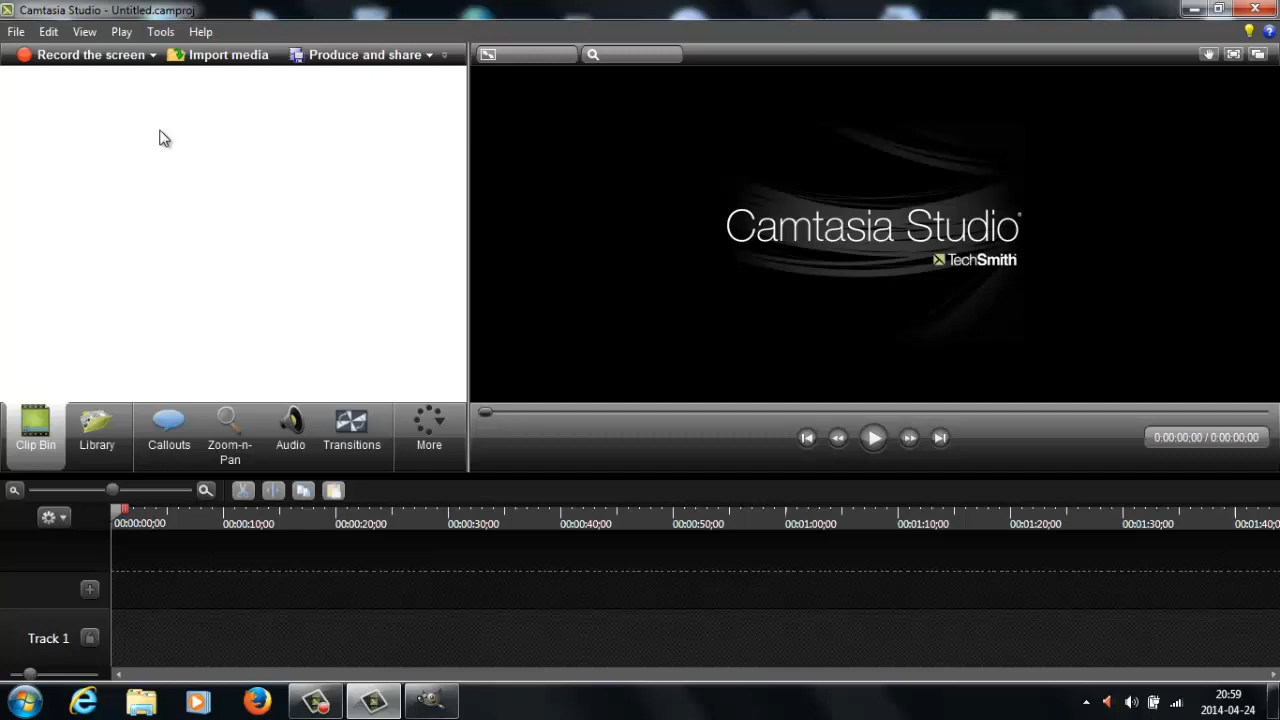 Camtasia Studio - Untitled.camproj
File Edit View Play Tools Help
Record the screen Import media Produce and share
Camtasia Studio®
TechSmith
Clip Bin Library Callouts Zoom-n-Pan Audio Transitions More
0:00:00;00 / 0:00:00;00
00:00:00;00 00:00:10;00 00:00:20;00 00:00:30;00 00:00:40;00 00:00:50;00 00:01:00;00 00:01:10;00 00:01:20;00 00:01:30;00 00:01:40;0
Track 1
20:59
2014-04-24